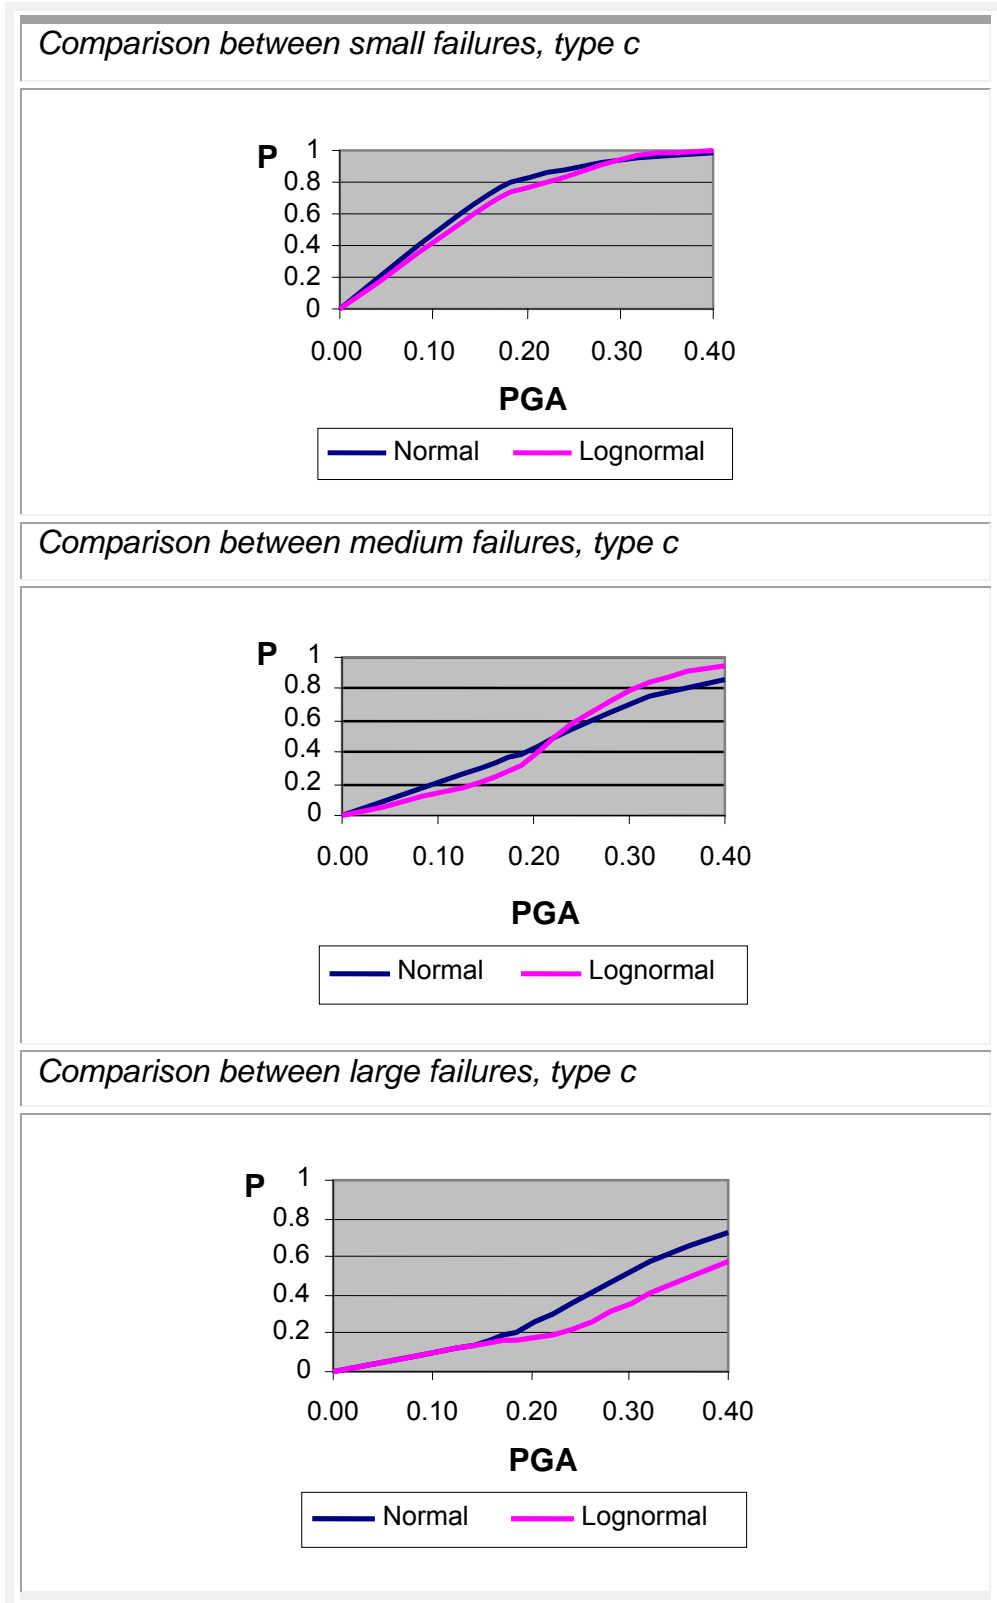 Comparison between small failures, type c
P
1
0.8
0.6
0.4
0.2
0
0.00 0.10 0.20 0.30 0.40
PGA
Normal Lognormal
Comparison between medium failures, type c
P
1
0.8
0.6
0.4
0.2
0
0.00 0.10 0.20 0.30 0.40
PGA
Normal Lognormal
Comparison between large failures, type c
P
1
0.8
0.6
0.4
0.2
0
0.00 0.10 0.20 0.30 0.40
PGA
Normal Lognormal